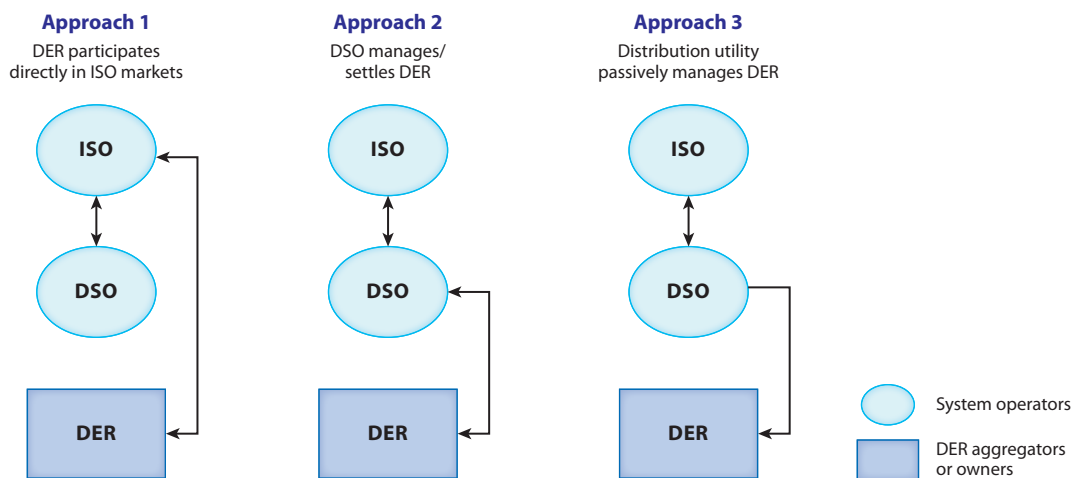 Approach 1
DER participates
directly in ISO markets
ISO
DSO
DER
Approach 2
DSO manages/
settles DER
ISO
DSO
DER
Approach 3
Distribution utility
passively manages DER
ISO
DSO
DER
System operators
DER aggregators
or owners